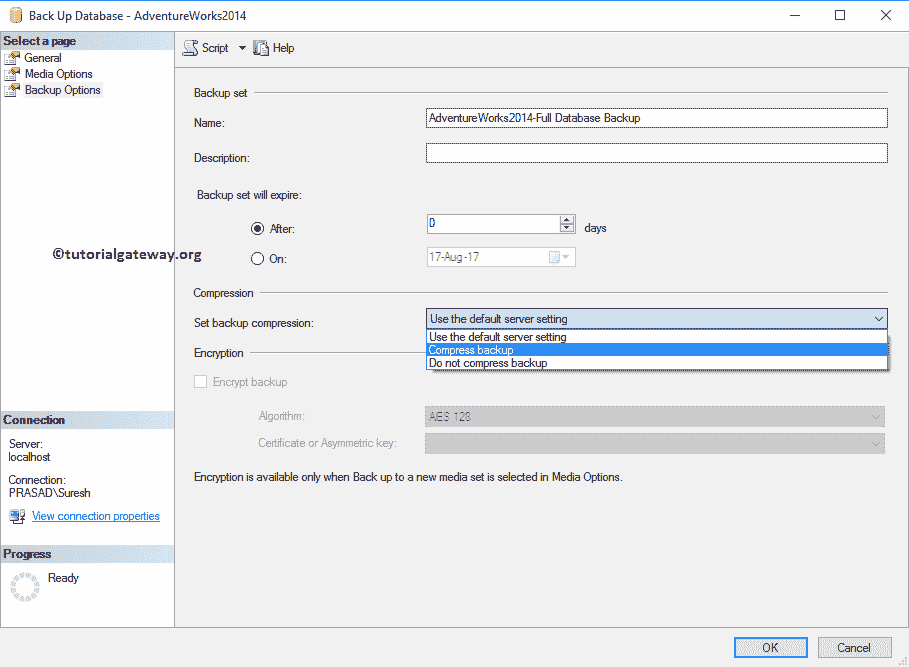 Back Up Database - AdventureWorks2014
Select a page
General
Media Options
Backup Options
Script
Help
Backup set
Name:
AdventureWorks2014-Full Database Backup
Description:
Backup set will expire:
After:
0
days
On:
17-Aug-17
©tutorialgateway.org
Compression
Set backup compression:
Use the default server setting
Use the default server setting
Compress backup
Do not compress backup
Encryption
Encrypt backup
Algorithm:
AES 128
Certificate or Asymmetric key:
Encryption is available only when Back up to a new media set is selected in Media Options.
Connection
Server:
localhost
Connection:
PRASAD\Suresh
View connection properties
Progress
Ready
OK
Cancel